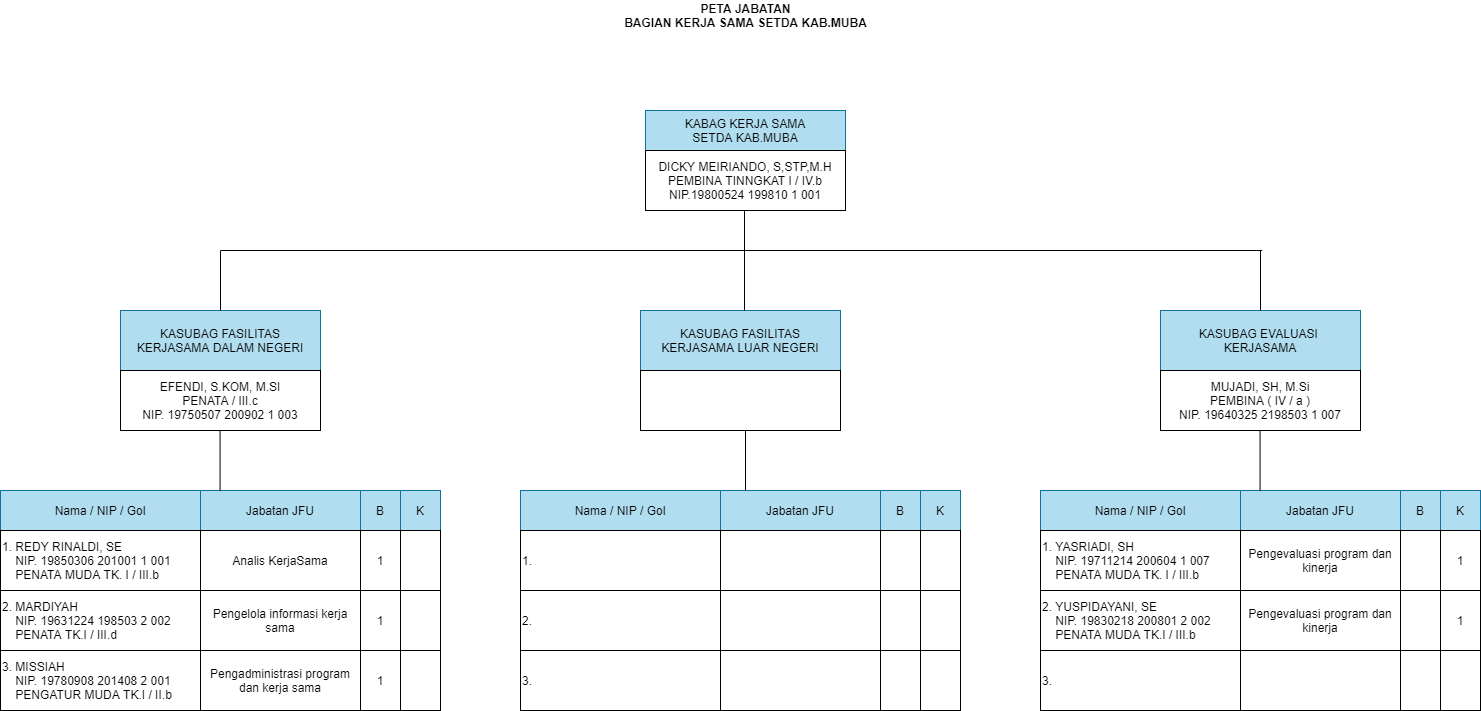 PETA JABATAN
BAGIAN KERJA SAMA SETDA KAB.MUBA
KABAG KERJA SAMA
SETDA KAB.MUBA
DICKY MEIRIANDO, S,STP,M.H
PEMBINA TINNGKAT I / IV.b
NIP.19800524 199810 1 001
KASUBAG FASILITAS
KERJASAMA DALAM NEGERI
EFENDI, S.KOM, M.SI
PENATA / III.c
NIP. 19750507 200902 1 003
KASUBAG FASILITAS
KERJASAMA LUAR NEGERI
KASUBAG EVALUASI
KERJASAMA
MUJADI, SH, M.Si
PEMBINA ( IV / a )
NIP. 19640325 2198503 1 007
Nama / NIP / Gol
Jabatan JFU
B
K
1. REDY RINALDI, SE
NIP. 19850306 201001 1 001
PENATA MUDA TK. I / III.b
Analis KerjaSama
1
2. MARDIYAH
NIP. 19631224 198503 2 002
PENATA TK.I / III.d
Pengelola informasi kerja
sama
1
3. MISSIAH
NIP. 19780908 201408 2 001
PENGATUR MUDA TK.I / II.b
Pengadministrasi program
dan kerja sama
1
Nama / NIP / Gol
Jabatan JFU
B
K
1.
2.
3.
Nama / NIP / Gol
Jabatan JFU
B
K
1. YASRIADI, SH
NIP. 19711214 200604 1 007
PENATA MUDA TK. I / III.b
Pengevaluasi program dan
kinerja
1
2. YUSPIDAYANI, SE
NIP. 19830218 200801 2 002
PENATA MUDA TK.I / III.b
Pengevaluasi program dan
kinerja
1
3.